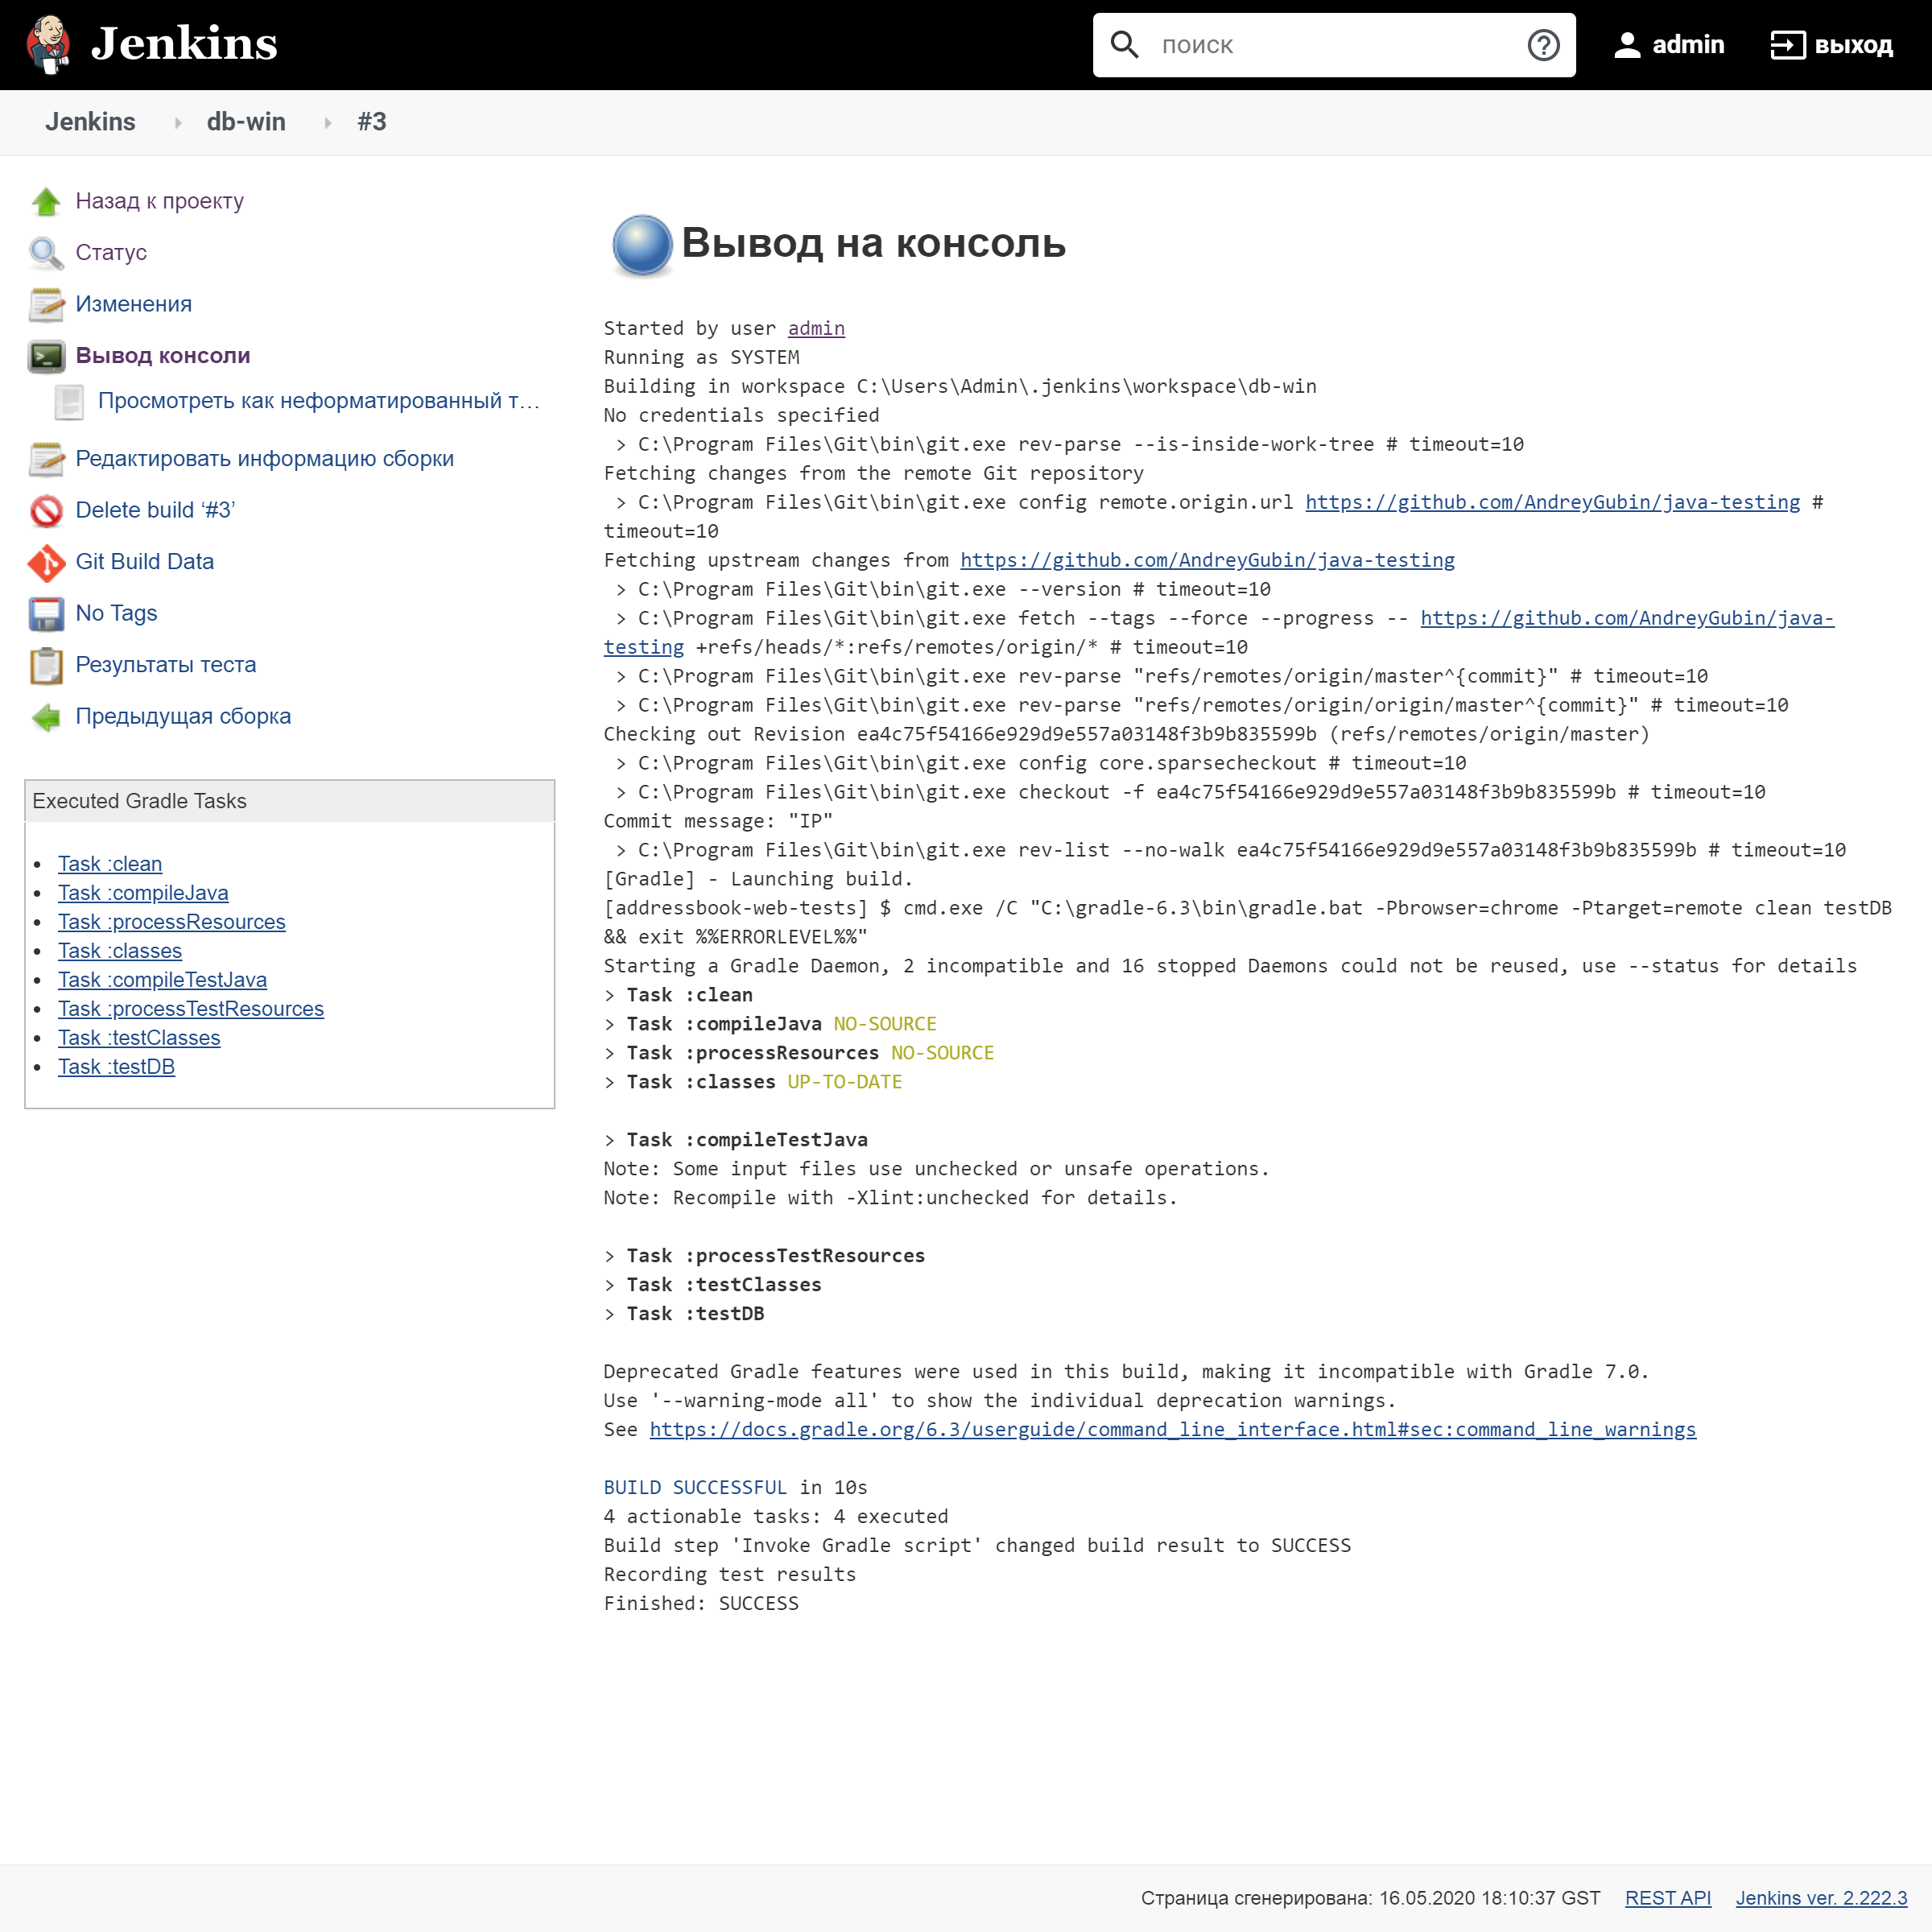 Jenkins
поиск
admin
выход
Jenkins
db-win
#3
Назад к проекту
Статус
Изменения
Вывод консоли
Просмотреть как неформатированный т...
Редактировать информацию сборки
Delete build ‘#3’
Git Build Data
No Tags
Результаты теста
Предыдущая сборка
Executed Gradle Tasks
Task :clean
Task :compileJava
Task :processResources
Task :classes
Task :compileTestJava
Task :processTestResources
Task :testClasses
Task :testDB
Вывод на консоль
Started by user admin
Running as SYSTEM
Building in workspace C:\Users\Admin\.jenkins\workspace\db-win
No credentials specified
 > C:\Program Files\Git\bin\git.exe rev-parse --is-inside-work-tree # timeout=10
Fetching changes from the remote Git repository
 > C:\Program Files\Git\bin\git.exe config remote.origin.url https://github.com/AndreyGubin/java-testing #
timeout=10
Fetching upstream changes from https://github.com/AndreyGubin/java-testing
 > C:\Program Files\Git\bin\git.exe --version # timeout=10
 > C:\Program Files\Git\bin\git.exe fetch --tags --force --progress -- https://github.com/AndreyGubin/java-
testing +refs/heads/*:refs/remotes/origin/* # timeout=10
 > C:\Program Files\Git\bin\git.exe rev-parse "refs/remotes/origin/master^{commit}" # timeout=10
 > C:\Program Files\Git\bin\git.exe rev-parse "refs/remotes/origin/origin/master^{commit}" # timeout=10
Checking out Revision ea4c75f54166e929d9e557a03148f3b9b835599b (refs/remotes/origin/master)
 > C:\Program Files\Git\bin\git.exe config core.sparsecheckout # timeout=10
 > C:\Program Files\Git\bin\git.exe checkout -f ea4c75f54166e929d9e557a03148f3b9b835599b # timeout=10
Commit message: "IP"
 > C:\Program Files\Git\bin\git.exe rev-list --no-walk ea4c75f54166e929d9e557a03148f3b9b835599b # timeout=10
[Gradle] - Launching build.
[addressbook-web-tests] $ cmd.exe /C "C:\gradle-6.3\bin\gradle.bat -Pbrowser=chrome -Ptarget=remote clean testDB
&& exit %%ERRORLEVEL%%"
Starting a Gradle Daemon, 2 incompatible and 16 stopped Daemons could not be reused, use --status for details
> Task :clean
> Task :compileJava NO-SOURCE
> Task :processResources NO-SOURCE
> Task :classes UP-TO-DATE
> Task :compileTestJava
Note: Some input files use unchecked or unsafe operations.
Note: Recompile with -Xlint:unchecked for details.
> Task :processTestResources
> Task :testClasses
> Task :testDB
Deprecated Gradle features were used in this build, making it incompatible with Gradle 7.0.
Use '--warning-mode all' to show the individual deprecation warnings.
See https://docs.gradle.org/6.3/userguide/command_line_interface.html#sec:command_line_warnings
BUILD SUCCESSFUL in 10s
4 actionable tasks: 4 executed
Build step 'Invoke Gradle script' changed build result to SUCCESS
Recording test results
Finished: SUCCESS
Страница сгенерирована: 16.05.2020 18:10:37 GST REST API Jenkins ver. 2.222.3